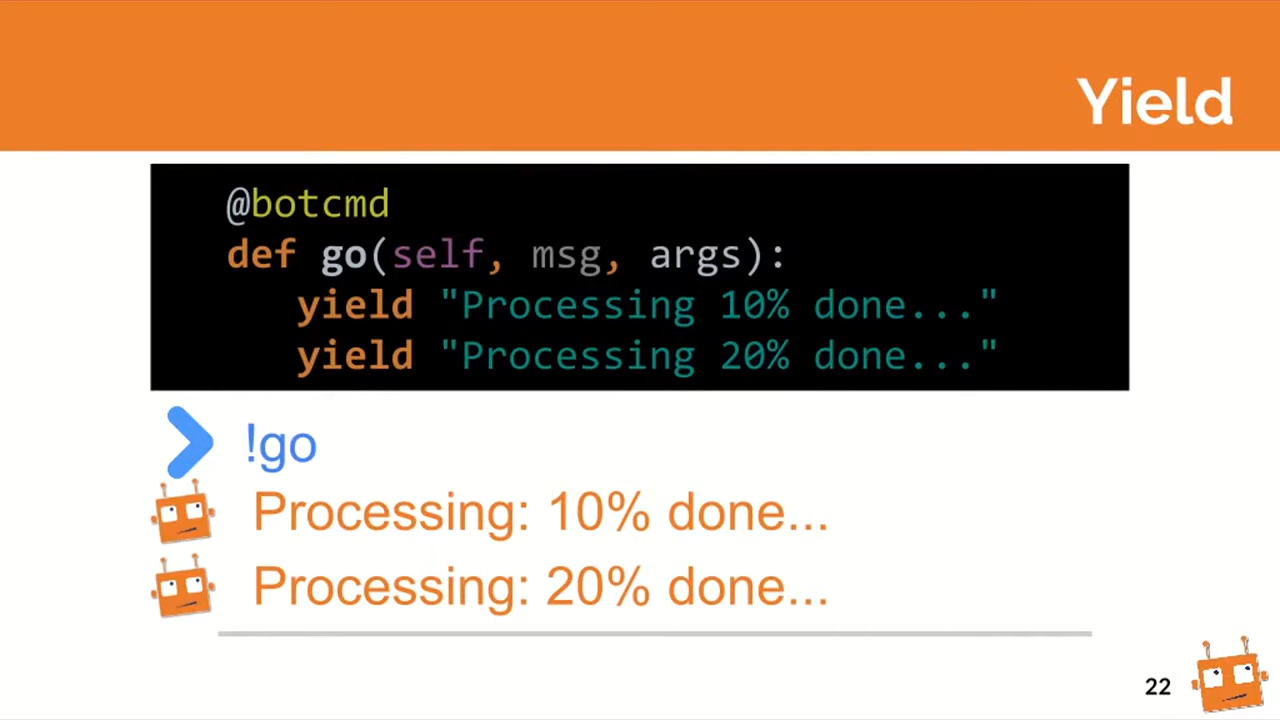 Yield
@botcmd
def go(self, msg, args):
yield "Processing 10% done..."
yield "Processing 20% done..."
!go
Processing: 10% done...
Processing: 20% done...
22